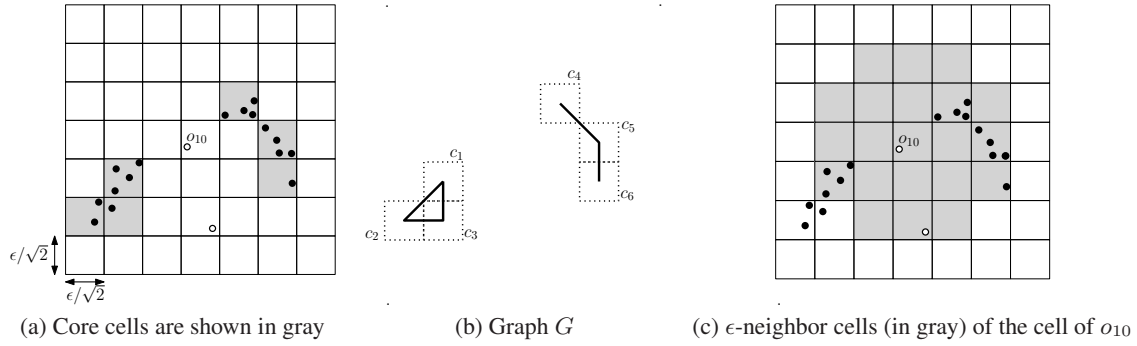 o₁₀
ϵ/√2
ϵ/√2
(a) Core cells are shown in gray
c₄
c₅
c₁
c₆
c₂
c₃
(b) Graph G
o₁₀
(c) ϵ-neighbor cells (in gray) of the cell of o₁₀